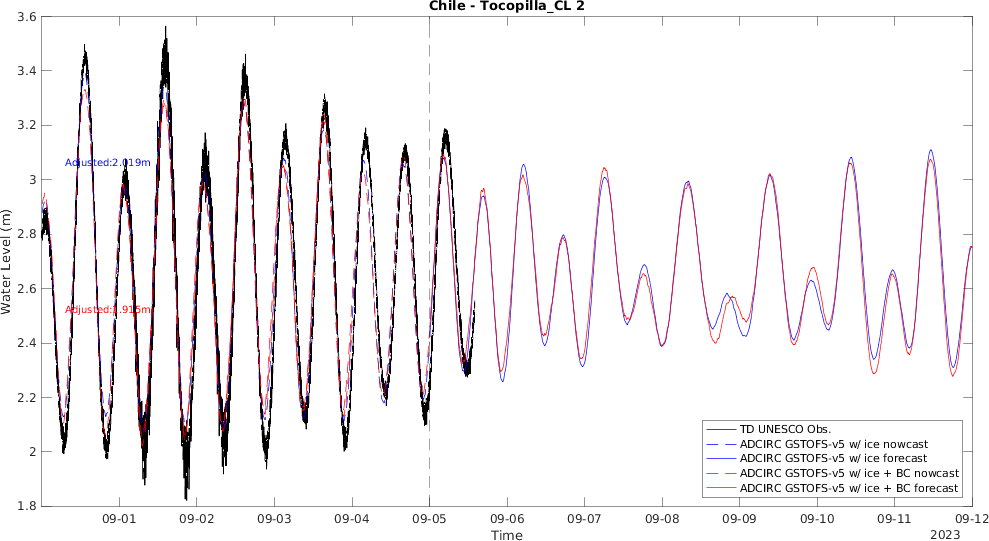 Chile - Tocopilla_CL 2
3.6
3.4
3.2
3
2.8
2.6
2.4
2.2
2
1.8
Water Level (m)
Adjusted:2.019m
Adjusted:1.915m
TD UNESCO Obs.
ADCIRC GSTOFS-v5 w/ ice nowcast
ADCIRC GSTOFS-v5 w/ ice forecast
ADCIRC GSTOFS-v5 w/ ice + BC nowcast
ADCIRC GSTOFS-v5 w/ ice + BC forecast
09-01 09-02 09-03 09-04 09-05 09-06 09-07 09-08 09-09 09-10 09-11 09-12
Time
2023